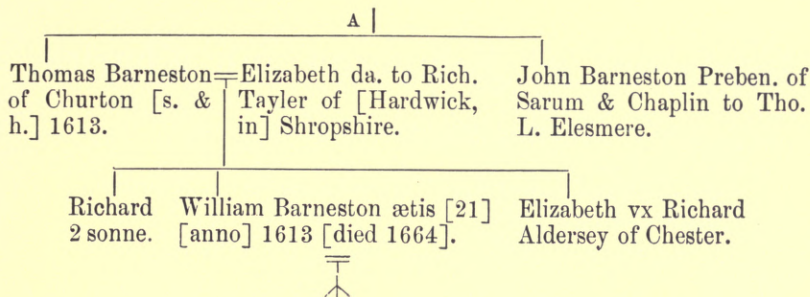 A
Thomas Barneston Elizabeth da. to Rich. John Barneston Preben. of
of Churton [s. & Tayler of [Hardwick, Sarum & Chaplin to Tho.
h.] 1613. in] Shropshire. L. Elesmere.
Richard William Barneston ætis [21] Elizabeth vx Richard
2 sonne. [anno] 1613 [died 1664]. Aldersey of Chester.